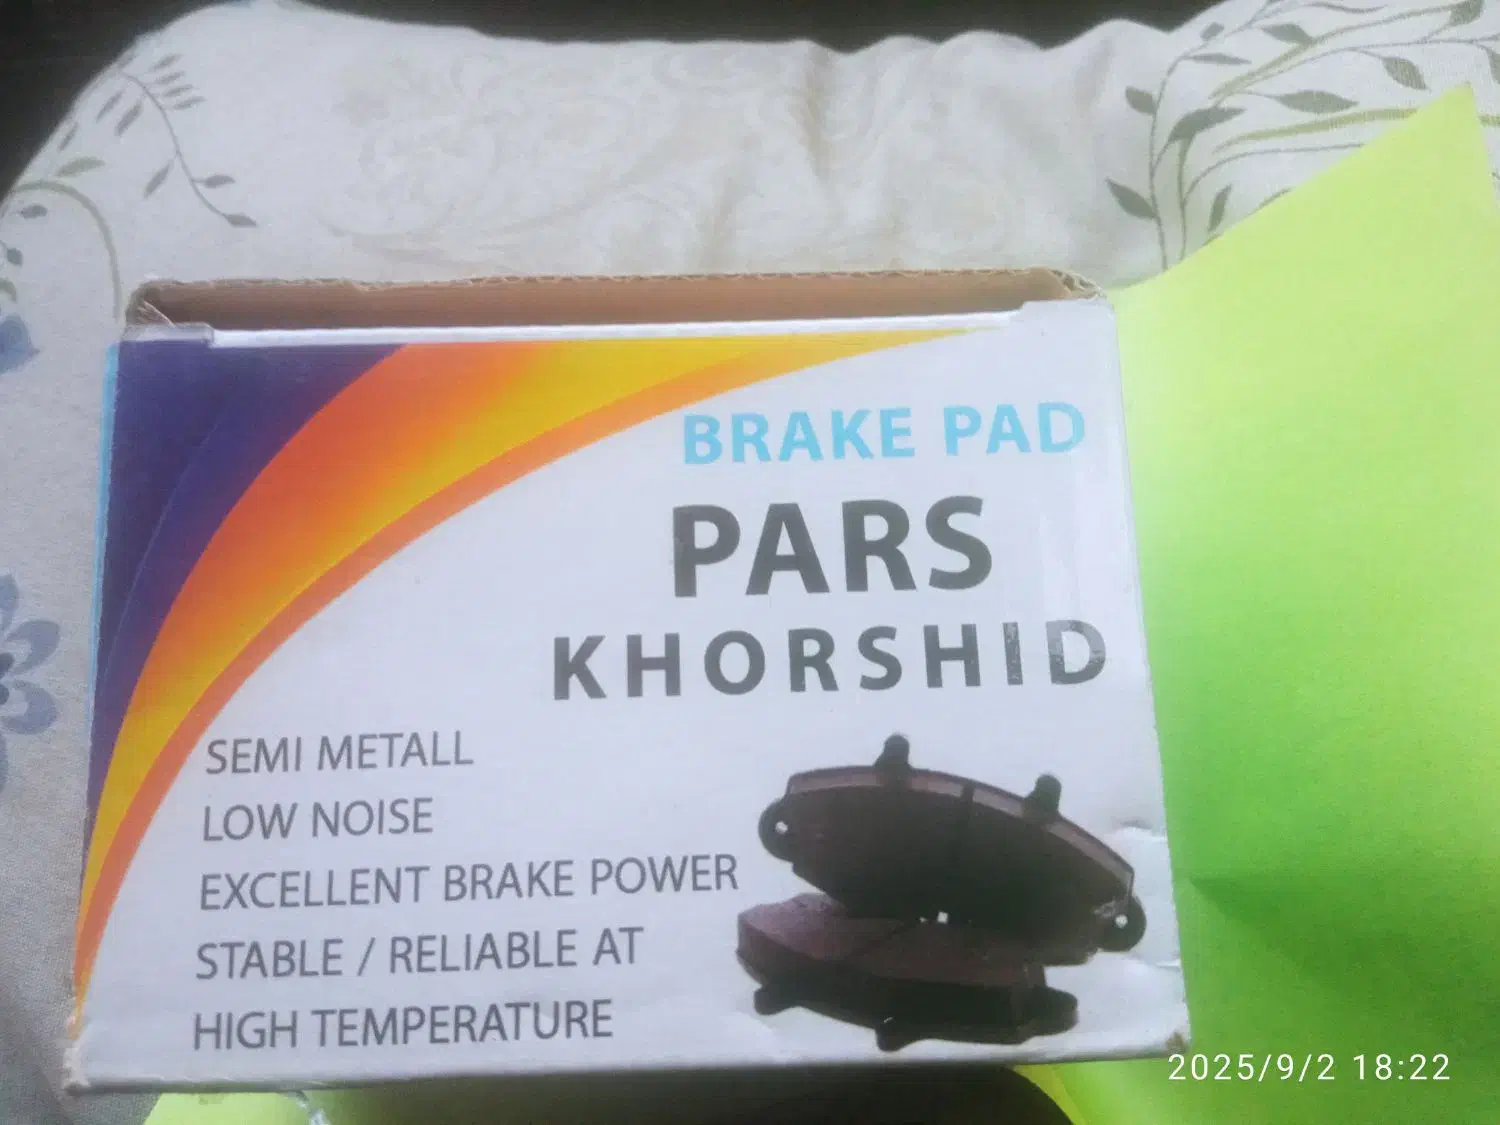 BRAKE PAD
PARS
KHORSHID
SEMI METALL
LOW NOISE
EXCELLENT BRAKE POWER
STABLE / RELIABLE AT
HIGH TEMPERATURE
2025/9/2 18:22